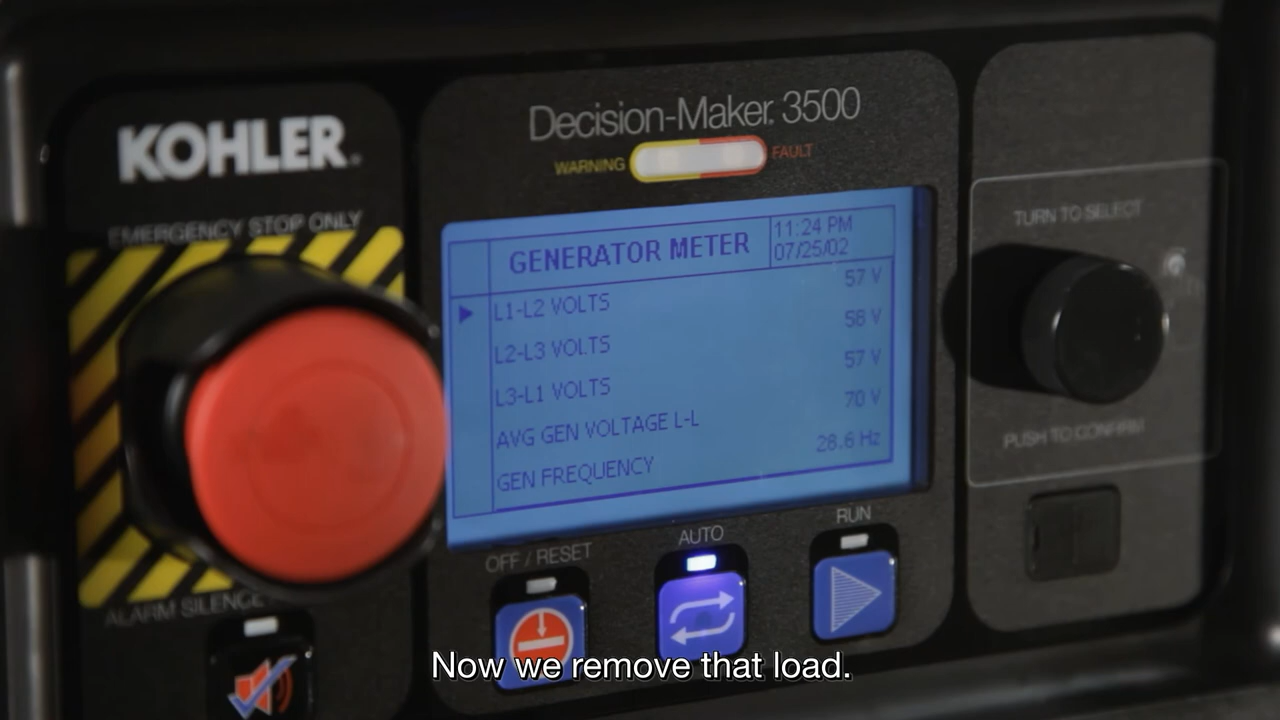 KOHLER.
EMERGENCY STOP ONLY
ALARM SILENCE
Decision-Maker. 3500
WARNING
FAULT
GENERATOR METER
11:24 PM
07/25/02
L1-L2 VOLTS 57 V
L2-L3 VOLTS 58 V
L3-L1 VOLTS 57 V
AVG GEN VOLTAGE L-L 70 V
GEN FREQUENCY 28.6 Hz
OFF / RESET
AUTO
RUN
TURN TO SELECT
PUSH TO CONFIRM
Now we remove that load.